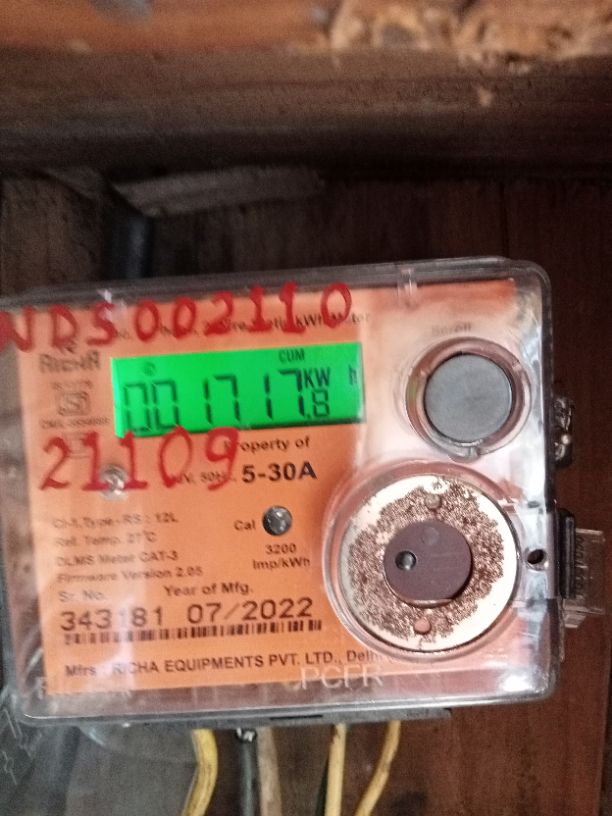 NDS002110
RICHA
CUM
001717.8 KW h
21109
Property of
50Hz. 5-30A
Cl-1, Type - RS : 12L
Ref. Temp. 27°C
DLMS Meter CAT-3
Firmware Version 2.05
Cal
3200
Imp/kWh
Sr. No. Year of Mfg.
343181 07/2022
Mfrs : RICHA EQUIPMENTS PVT. LTD., Delhi